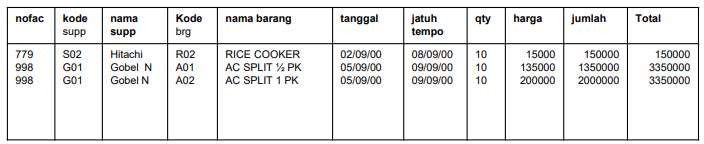 nofac kode supp nama supp Kode brg nama barang tanggal jatuh tempo qty harga jumlah Total
779 S02 Hitachi R02 RICE COOKER 02/09/00 08/09/00 10 15000 150000 150000
998 G01 Gobel N A01 AC SPLIT ½ PK 05/09/00 09/09/00 10 135000 1350000 3350000
998 G01 Gobel N A02 AC SPLIT 1 PK 05/09/00 09/09/00 10 200000 2000000 3350000